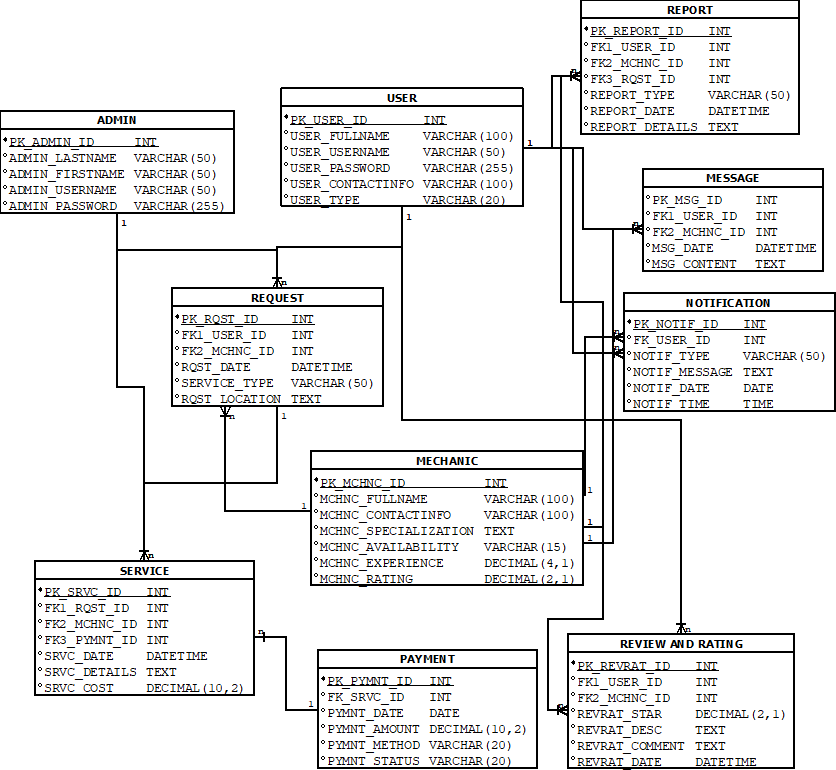 REPORT
PK_REPORT_ID INT
FK1_USER_ID INT
FK2_MCHNC_ID INT
FK3_RQST_ID INT
REPORT_TYPE VARCHAR(50)
REPORT_DATE DATETIME
REPORT_DETAILS TEXT
n
USER
PK_USER_ID INT
USER_FULLNAME VARCHAR(100)
USER_USERNAME VARCHAR(50)
USER_PASSWORD VARCHAR(255)
USER_CONTACTINFO VARCHAR(100)
USER_TYPE VARCHAR(20)
1
1
ADMIN
PK_ADMIN_ID INT
ADMIN_LASTNAME VARCHAR(50)
ADMIN_FIRSTNAME VARCHAR(50)
ADMIN_USERNAME VARCHAR(50)
ADMIN_PASSWORD VARCHAR(255)
1
MESSAGE
PK_MSG_ID INT
FK1_USER_ID INT
FK2_MCHNC_ID INT
MSG_DATE DATETIME
MSG_CONTENT TEXT
n
n
REQUEST
PK_RQST_ID INT
FK1_USER_ID INT
FK2_MCHNC_ID INT
RQST_DATE DATETIME
SERVICE_TYPE VARCHAR(50)
RQST_LOCATION TEXT
n
1
NOTIFICATION
PK_NOTIF_ID INT
FK_USER_ID INT
NOTIF_TYPE VARCHAR(50)
NOTIF_MESSAGE TEXT
NOTIF_DATE DATE
NOTIF_TIME TIME
n
n
MECHANIC
PK_MCHNC_ID INT
MCHNC_FULLNAME VARCHAR(100)
MCHNC_CONTACTINFO VARCHAR(100)
MCHNC_SPECIALIZATION TEXT
MCHNC_AVAILABILITY VARCHAR(15)
MCHNC_EXPERIENCE DECIMAL(4,1)
MCHNC_RATING DECIMAL(2,1)
1
1
1
1
n
SERVICE
PK_SRVC_ID INT
FK1_RQST_ID INT
FK2_MCHNC_ID INT
FK3_PYMNT_ID INT
SRVC_DATE DATETIME
SRVC_DETAILS TEXT
SRVC_COST DECIMAL(10,2)
n
1
PAYMENT
PK_PYMNT_ID INT
FK_SRVC_ID INT
PYMNT_DATE DATE
PYMNT_AMOUNT DECIMAL(10,2)
PYMNT_METHOD VARCHAR(20)
PYMNT_STATUS VARCHAR(20)
n
n
REVIEW AND RATING
PK_REVRAT_ID INT
FK1_USER_ID INT
FK2_MCHNC_ID INT
REVRAT_STAR DECIMAL(2,1)
REVRAT_DESC TEXT
REVRAT_COMMENT TEXT
REVRAT_DATE DATETIME